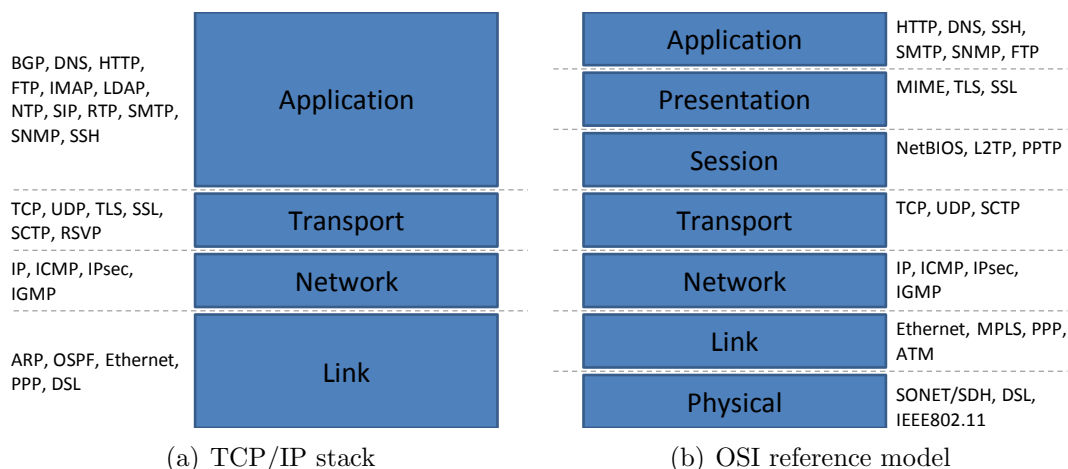 BGP, DNS, HTTP,
FTP, IMAP, LDAP,
NTP, SIP, RTP, SMTP,
SNMP, SSH
Application
TCP, UDP, TLS, SSL,
SCTP, RSVP
Transport
IP, ICMP, IPsec,
IGMP
Network
ARP, OSPF, Ethernet,
PPP, DSL
Link
(a) TCP/IP stack
Application
HTTP, DNS, SSH,
SMTP, SNMP, FTP
Presentation
MIME, TLS, SSL
Session
NetBIOS, L2TP, PPTP
Transport
TCP, UDP, SCTP
Network
IP, ICMP, IPsec,
IGMP
Link
Ethernet, MPLS, PPP,
ATM
Physical
SONET/SDH, DSL,
IEEE802.11
(b) OSI reference model